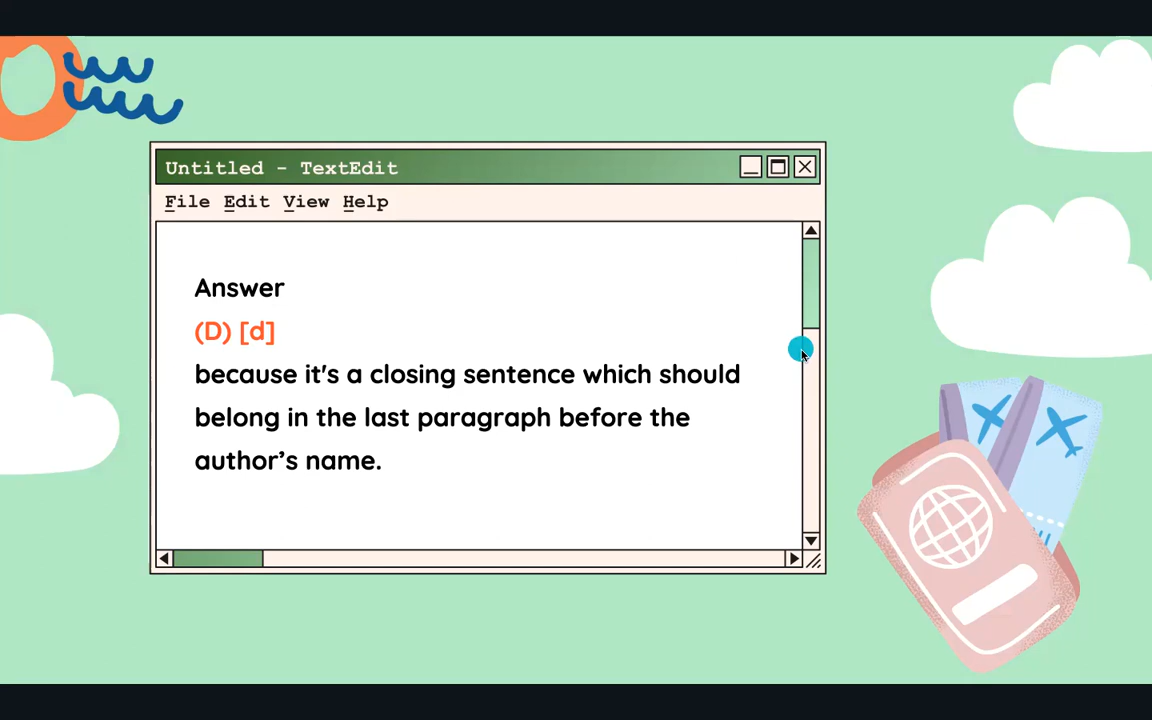 Untitled - TextEdit
File Edit View Help
Answer
(D) [d]
because it's a closing sentence which should
belong in the last paragraph before the
author’s name.